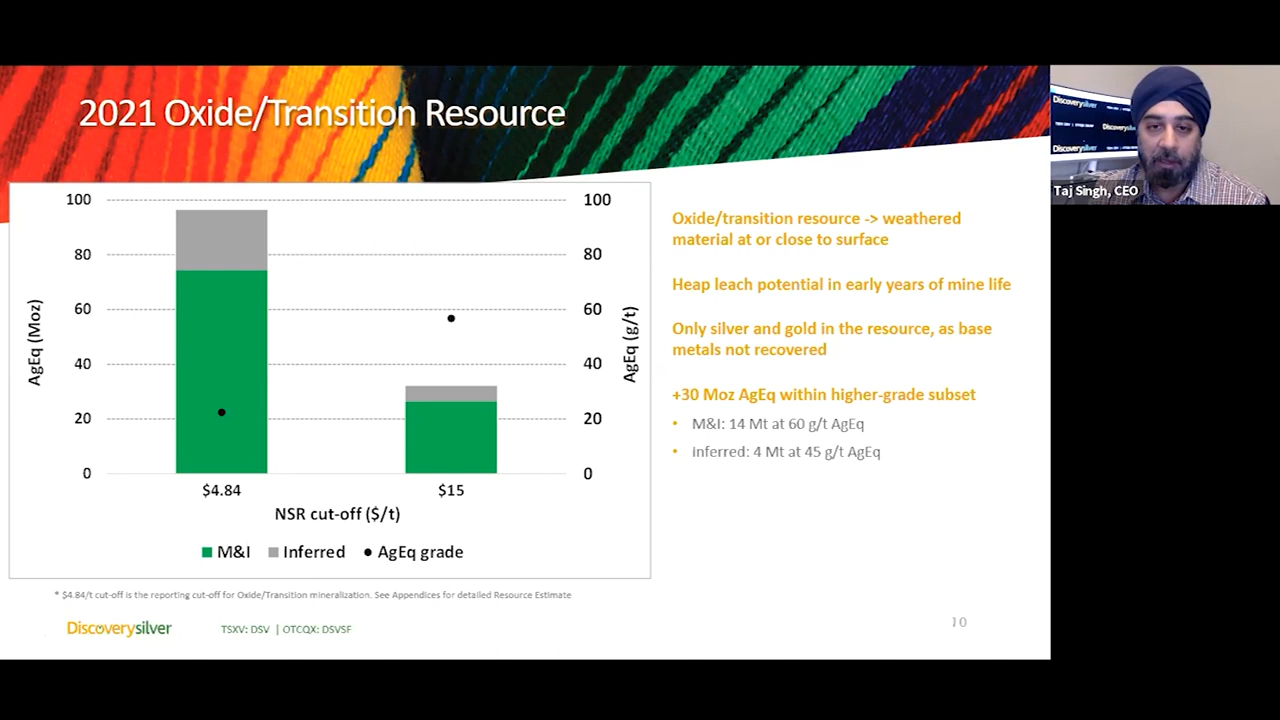 2021 Oxide/Transition Resource
100
80
60
40
20
0
AgEq (Moz)
100
80
60
40
20
0
AgEq (g/t)
$4.84
$15
NSR cut-off ($/t)
M&I
Inferred
AgEq grade
Oxide/transition resource -> weathered
material at or close to surface
Heap leach potential in early years of mine life
Only silver and gold in the resource, as base
metals not recovered
+30 Moz AgEq within higher-grade subset
• M&I: 14 Mt at 60 g/t AgEq
• Inferred: 4 Mt at 45 g/t AgEq
* $4.84/t cut-off is the reporting cut-off for Oxide/Transition mineralization. See Appendices for detailed Resource Estimate
Discoverysilver
TSXV: DSV | OTCQX: DSVSF
10
Discoverysilver
Taj Singh, CEO